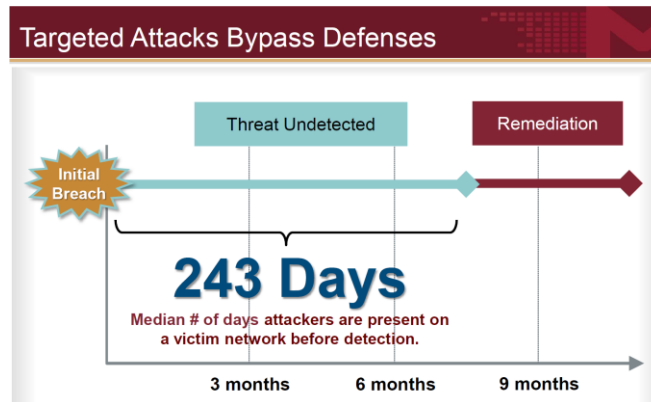 Targeted Attacks Bypass Defenses
Threat Undetected
Remediation
Initial
Breach
243 Days
Median # of days attackers are present on
a victim network before detection.
3 months
6 months
9 months